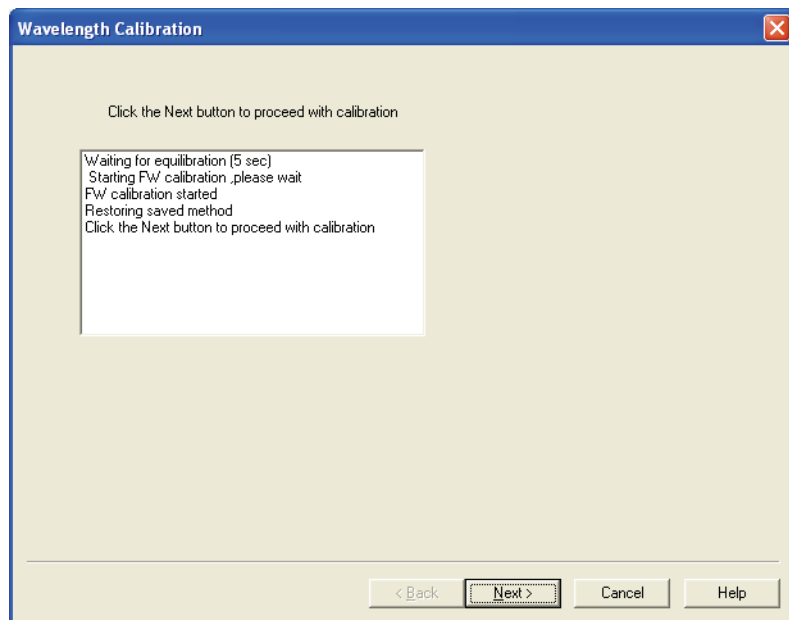 Wavelength Calibration
Click the Next button to proceed with calibration
Waiting for equilibration (5 sec)
Starting FW calibration ,please wait
FW calibration started
Restoring saved method
Click the Next button to proceed with calibration
< Back
Next >
Cancel
Help